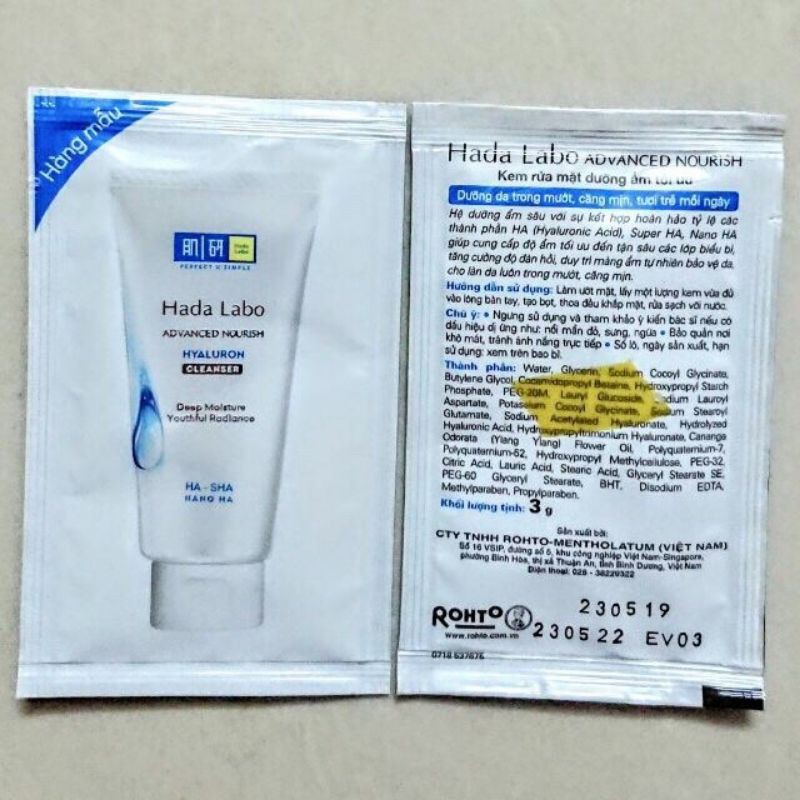 Hàng mẫu
肌 研
Hada
Labo
PERFECT X SIMPLE
Hada Labo
ADVANCED NOURISH
HYALURON
CLEANSER
Deep Moisture
Youthful Radiance
HA - SHA
NANO HA
Hada Labo ADVANCED NOURISH
Kem rửa mặt dưỡng ẩm tối ưu
Dưỡng da trong mướt, căng mịn, tươi trẻ mỗi ngày
Hệ dưỡng ẩm sâu với sự kết hợp hoàn hảo tỷ lệ các
thành phần HA (Hyaluronic Acid), Super HA, Nano HA
giúp cung cấp độ ẩm tối ưu đến tận sâu các lớp biểu bì,
tăng cường độ đàn hồi, duy trì màng ẩm tự nhiên bảo vệ da,
cho làn da luôn trong mướt, căng mịn.
Hướng dẫn sử dụng: Làm ướt mặt, lấy một lượng kem vừa đủ
vào lòng bàn tay, tạo bọt, thoa đều khắp mặt, rửa sạch với nước.
Chú ý: • Ngưng sử dụng và tham khảo ý kiến bác sĩ nếu có
dấu hiệu dị ứng như: nổi mẩn đỏ, sưng, ngứa • Bảo quản nơi
khô mát, tránh ánh nắng trực tiếp • Số lô, ngày sản xuất, hạn
sử dụng: xem trên bao bì.
Thành phần: Water, Glycerin, Sodium Cocoyl Glycinate,
Butylene Glycol, Cocamidopropyl Betaine, Hydroxypropyl Starch
Phosphate, PEG-20M, Lauryl Glucoside, Sodium Lauroyl
Aspartate, Potassium Cocoyl Glycinate, Sodium Stearoyl
Glutamate, Sodium Acetylated Hyaluronate, Hydrolyzed
Hyaluronic Acid, Hydroxypropyltrimonium Hyaluronate, Cananga
Odorata (Ylang Ylang) Flower Oil, Polyquaternium-7,
Polyquaternium-52, Hydroxypropyl Methylcellulose, PEG-32,
Citric Acid, Lauric Acid, Stearic Acid, Glyceryl Stearate SE,
PEG-60 Glyceryl Stearate, BHT, Disodium EDTA,
Methylparaben, Propylparaben.
Khối lượng tịnh: 3 g
Sản xuất bởi:
CTY TNHH ROHTO-MENTHOLATUM (VIỆT NAM)
Số 16 VSIP, đường số 5, khu công nghiệp Việt Nam-Singapore,
phường Bình Hòa, thị xã Thuận An, tỉnh Bình Dương, Việt Nam
Điện thoại: 028 - 38229322
ROHTO
www.rohto.com.vn
230519
230522 EV03
0718 537676